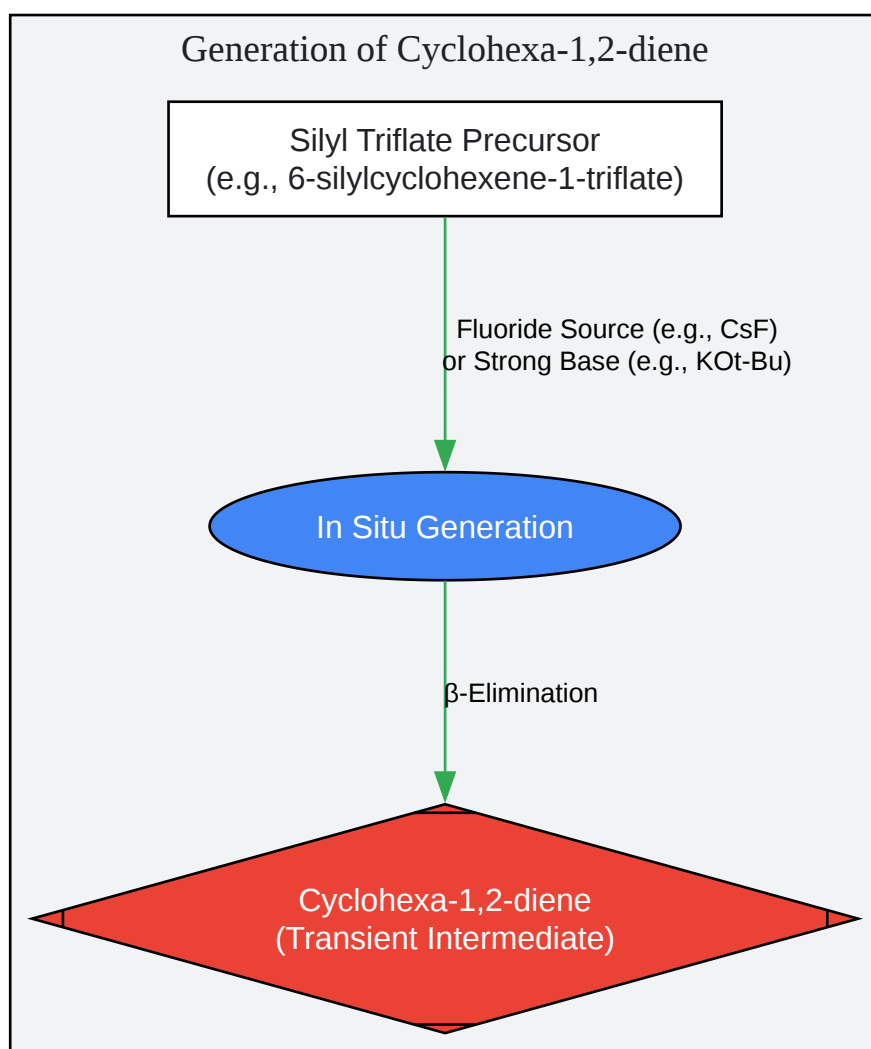 Generation of Cyclohexa-1,2-diene
Silyl Triflate Precursor
(e.g., 6-silylcyclohexene-1-triflate)
Fluoride Source (e.g., CsF)
or Strong Base (e.g., KOt-Bu)
In Situ Generation
β-Elimination
Cyclohexa-1,2-diene
(Transient Intermediate)